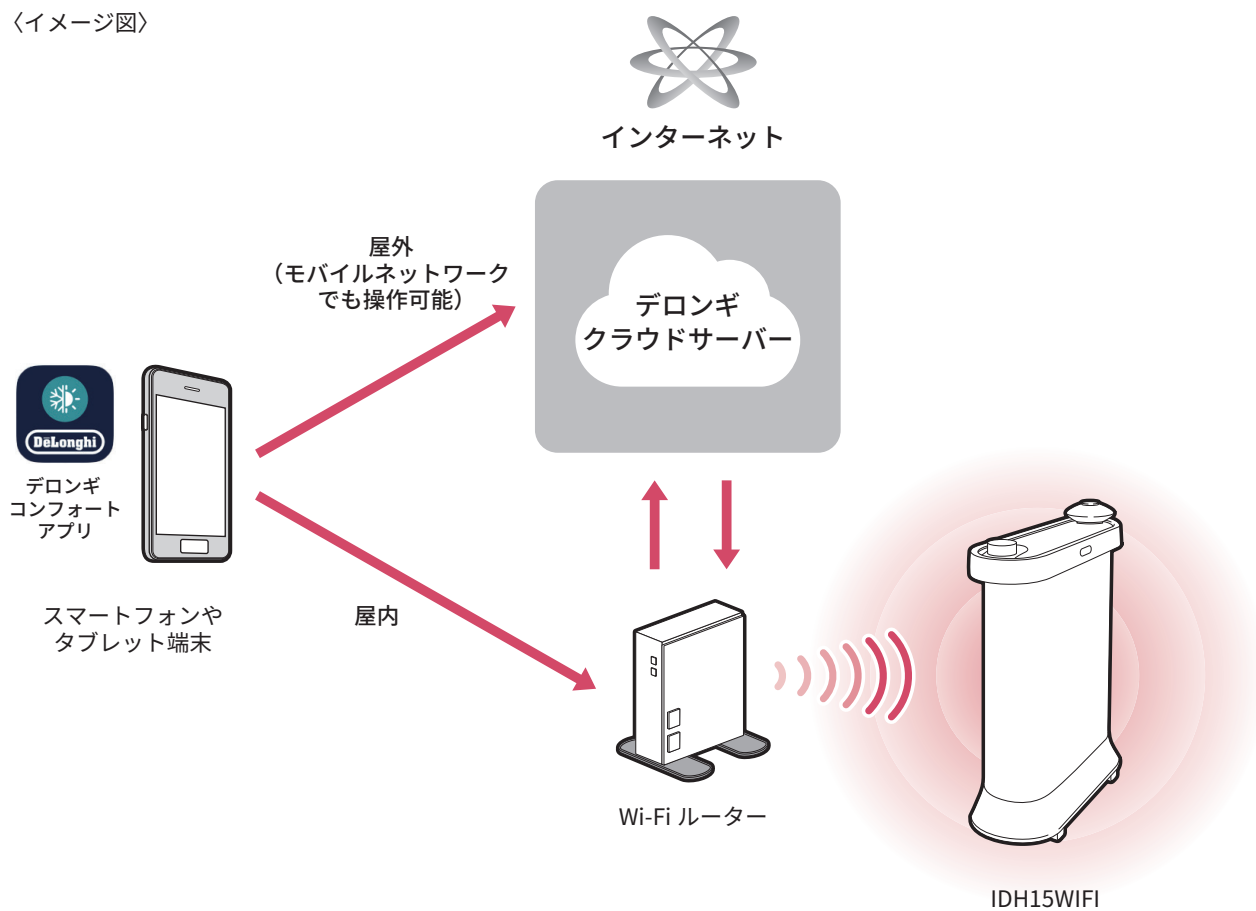 〈イメージ図〉
インターネット
屋外
（モバイルネットワーク
でも操作可能）
デロンギ
クラウドサーバー
DeLonghi
デロンギ
コンフォート
アプリ
スマートフォンや
タブレット端末
屋内
Wi-Fi ルーター
IDH15WIFI